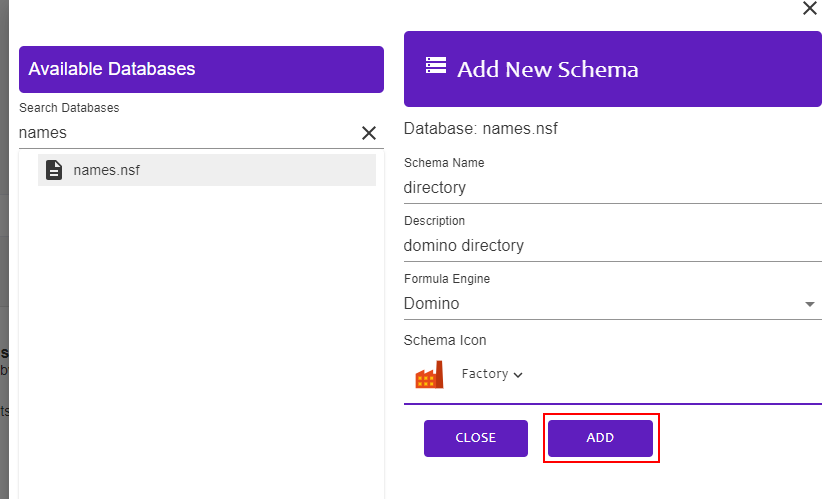 Available Databases
Search Databases
names
names.nsf
Add New Schema
Database: names.nsf
Schema Name
directory
Description
domino directory
Formula Engine
Domino
Schema Icon
Factory
CLOSE
ADD